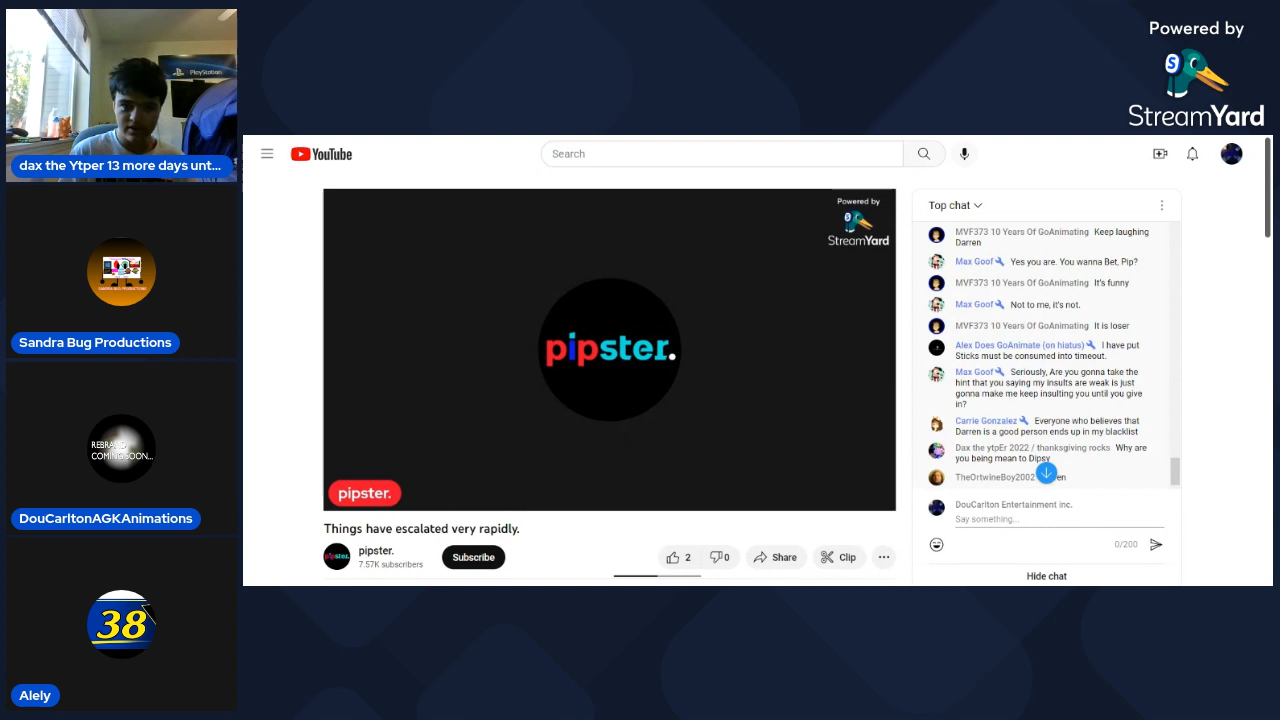 PlayStation
dax the Ytper 13 more days unt...
SANDRA BUG PRODUCTIONS
Sandra Bug Productions
REBRAND
COMING SOON...
DouCarltonAGKAnimations
38
Alely
Powered by
S
StreamYard
YouTube
Search
Powered by
StreamYard
pipster.
pipster.
Things have escalated very rapidly.
pipster.
pipster.
7.57K subscribers
Subscribe
2
0
Share
Clip
Top chat
MVF373 10 Years Of GoAnimating Keep laughing
Darren
Max Goof Yes you are. You wanna Bet, Pip?
MVF373 10 Years Of GoAnimating It's funny
Max Goof Not to me, it's not.
MVF373 10 Years Of GoAnimating It is loser
Alex Does GoAnimate (on hiatus) I have put
Sticks must be consumed into timeout.
Max Goof Seriously, Are you gonna take the
hint that you saying my insults are weak is just
gonna make me keep insulting you until you give
in?
Carrie Gonzalez Everyone who believes that
Darren is a good person ends up in my blacklist
Dax the ytpEr 2022 / thanksgiving rocks Why are
you being mean to Dipsy
TheOrtwineBoy2002
DouCarlton Entertainment inc.
Say something...
0/200
Hide chat